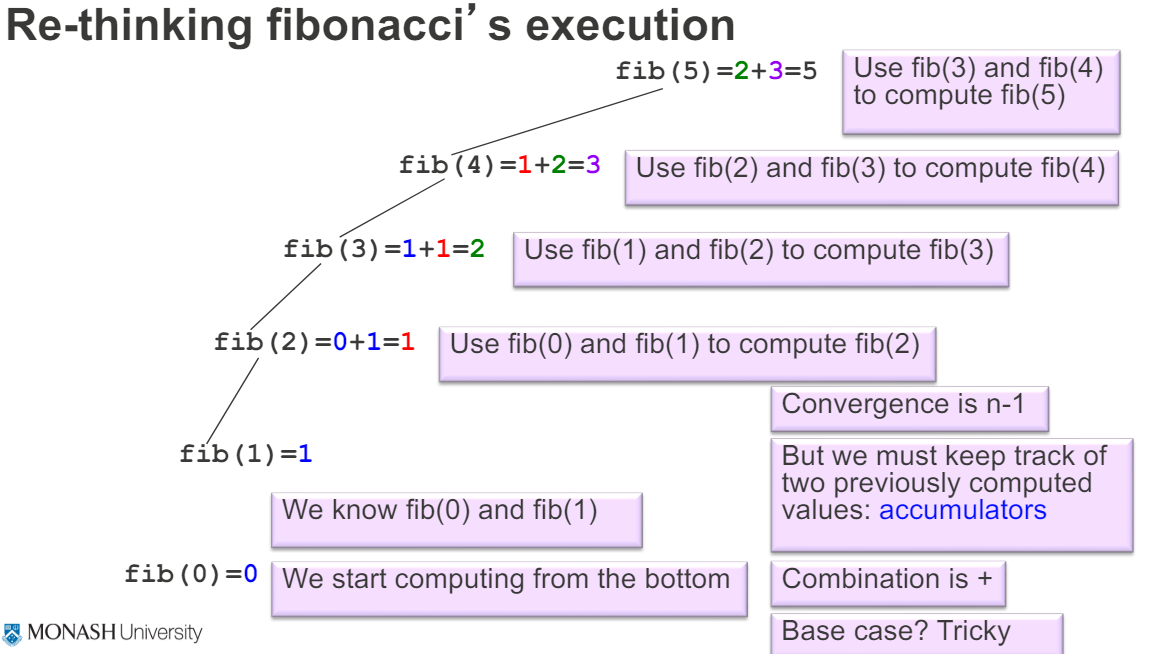 Re-thinking fibonacci’s execution
fib(5)=2+3=5
Use fib(3) and fib(4)
to compute fib(5)
fib(4)=1+2=3
Use fib(2) and fib(3) to compute fib(4)
fib(3)=1+1=2
Use fib(1) and fib(2) to compute fib(3)
fib(2)=0+1=1
Use fib(0) and fib(1) to compute fib(2)
Convergence is n-1
fib(1)=1
But we must keep track of
two previously computed
values: accumulators
We know fib(0) and fib(1)
fib(0)=0
We start computing from the bottom
Combination is +
Base case? Tricky
MONASH University